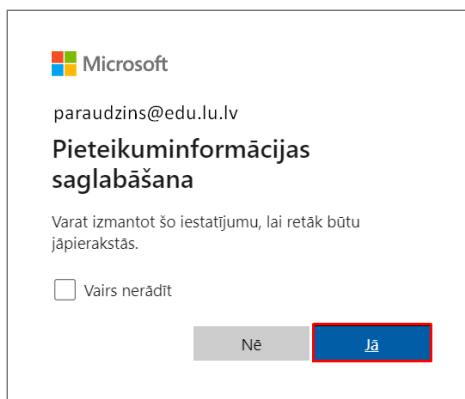 Microsoft
paraudzins@edu.lu.lv
Pieteikuminformācijas
saglabāšana
Varat izmantot šo iestatījumu, lai retāk būtu
jāpierakstās.
Vairs nerādīt
Nē
Jā